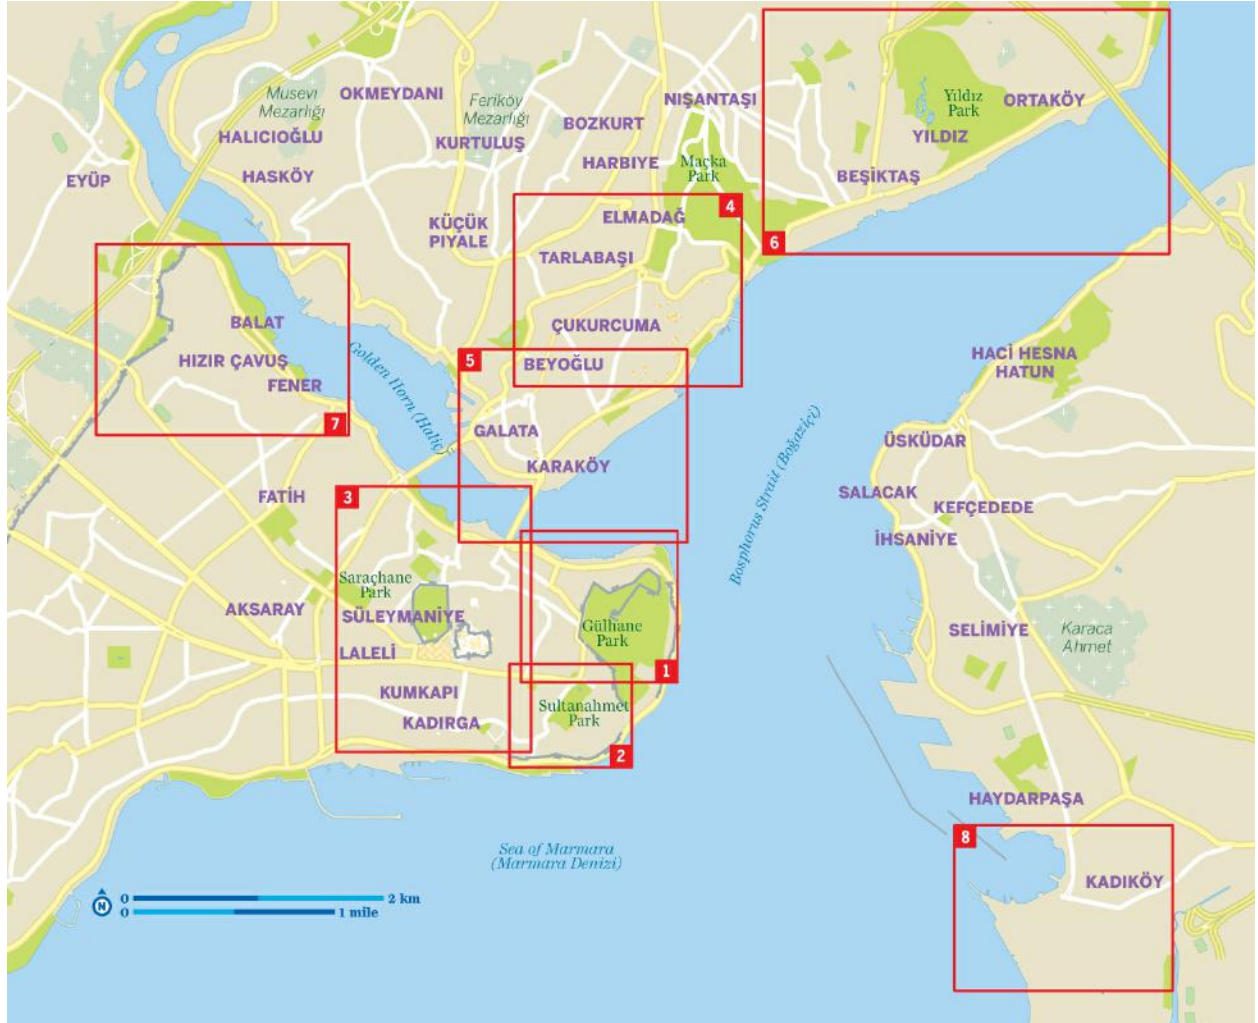 Musevi
Mezarlığı
OKMEYDANI
Feriköy
Mezarlığı
NIŞANTAŞI
Yıldız
Park
ORTAKÖY
HALICIOĞLU
KURTULUŞ
BOZKURT
YILDIZ
EYÜP
HASKÖY
HARBIYE
Maçka
Park
BEŞİKTAŞ
KÜÇÜK
PIYALE
ELMADAĞ
4
6
TARLABAŞI
BALAT
ÇUKURCUMA
HIZIR ÇAVUŞ
FENER
5
BEYOĞLU
HACİ HESNA
HATUN
7
Golden Horn (Haliç)
GALATA
KARAKÖY
Bosphorus Strait (Boğaziçi)
ÜSKÜDAR
FATİH
3
SALACAK
KEFÇEDEDE
İHSANİYE
Saraçhane
Park
AKSARAY
SÜLEYMANİYE
Gülhane
Park
SELIMIYE
Karaca
Ahmet
LALELİ
1
KUMKAPI
KADIRGA
Sultanahmet
Park
2
HAYDARPAŞA
8
Sea of Marmara
(Marmara Denizi)
KADIKÖY
N
0 2 km
0 1 mile